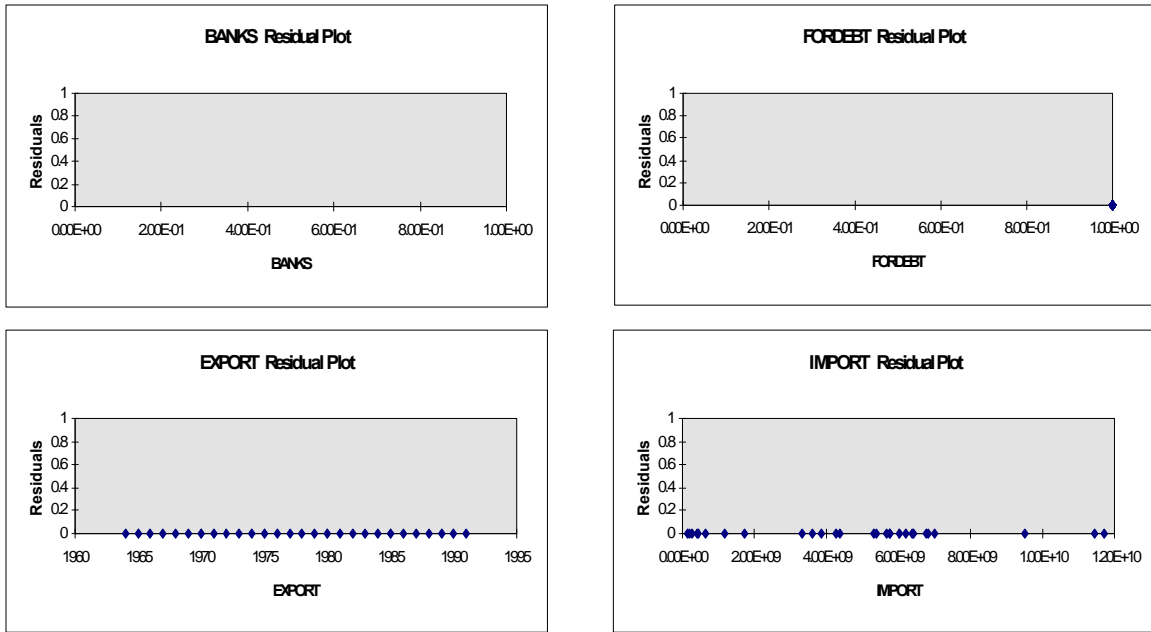 BANKS Residual Plot
Residuals
1
0.8
0.6
0.4
0.2
0
0.00E+00 2.00E-01 4.00E-01 6.00E-01 8.00E-01 1.00E+00
BANKS
FORDEBT Residual Plot
Residuals
1
0.8
0.6
0.4
0.2
0
0.00E+00 2.00E-01 4.00E-01 6.00E-01 8.00E-01 1.00E+00
FORDEBT
EXPORT Residual Plot
Residuals
1
0.8
0.6
0.4
0.2
0
1960 1965 1970 1975 1980 1985 1990 1995
EXPORT
IMPORT Residual Plot
Residuals
1
0.8
0.6
0.4
0.2
0
0.00E+00 2.00E+09 4.00E+09 6.00E+09 8.00E+09 1.00E+10 1.20E+10
IMPORT